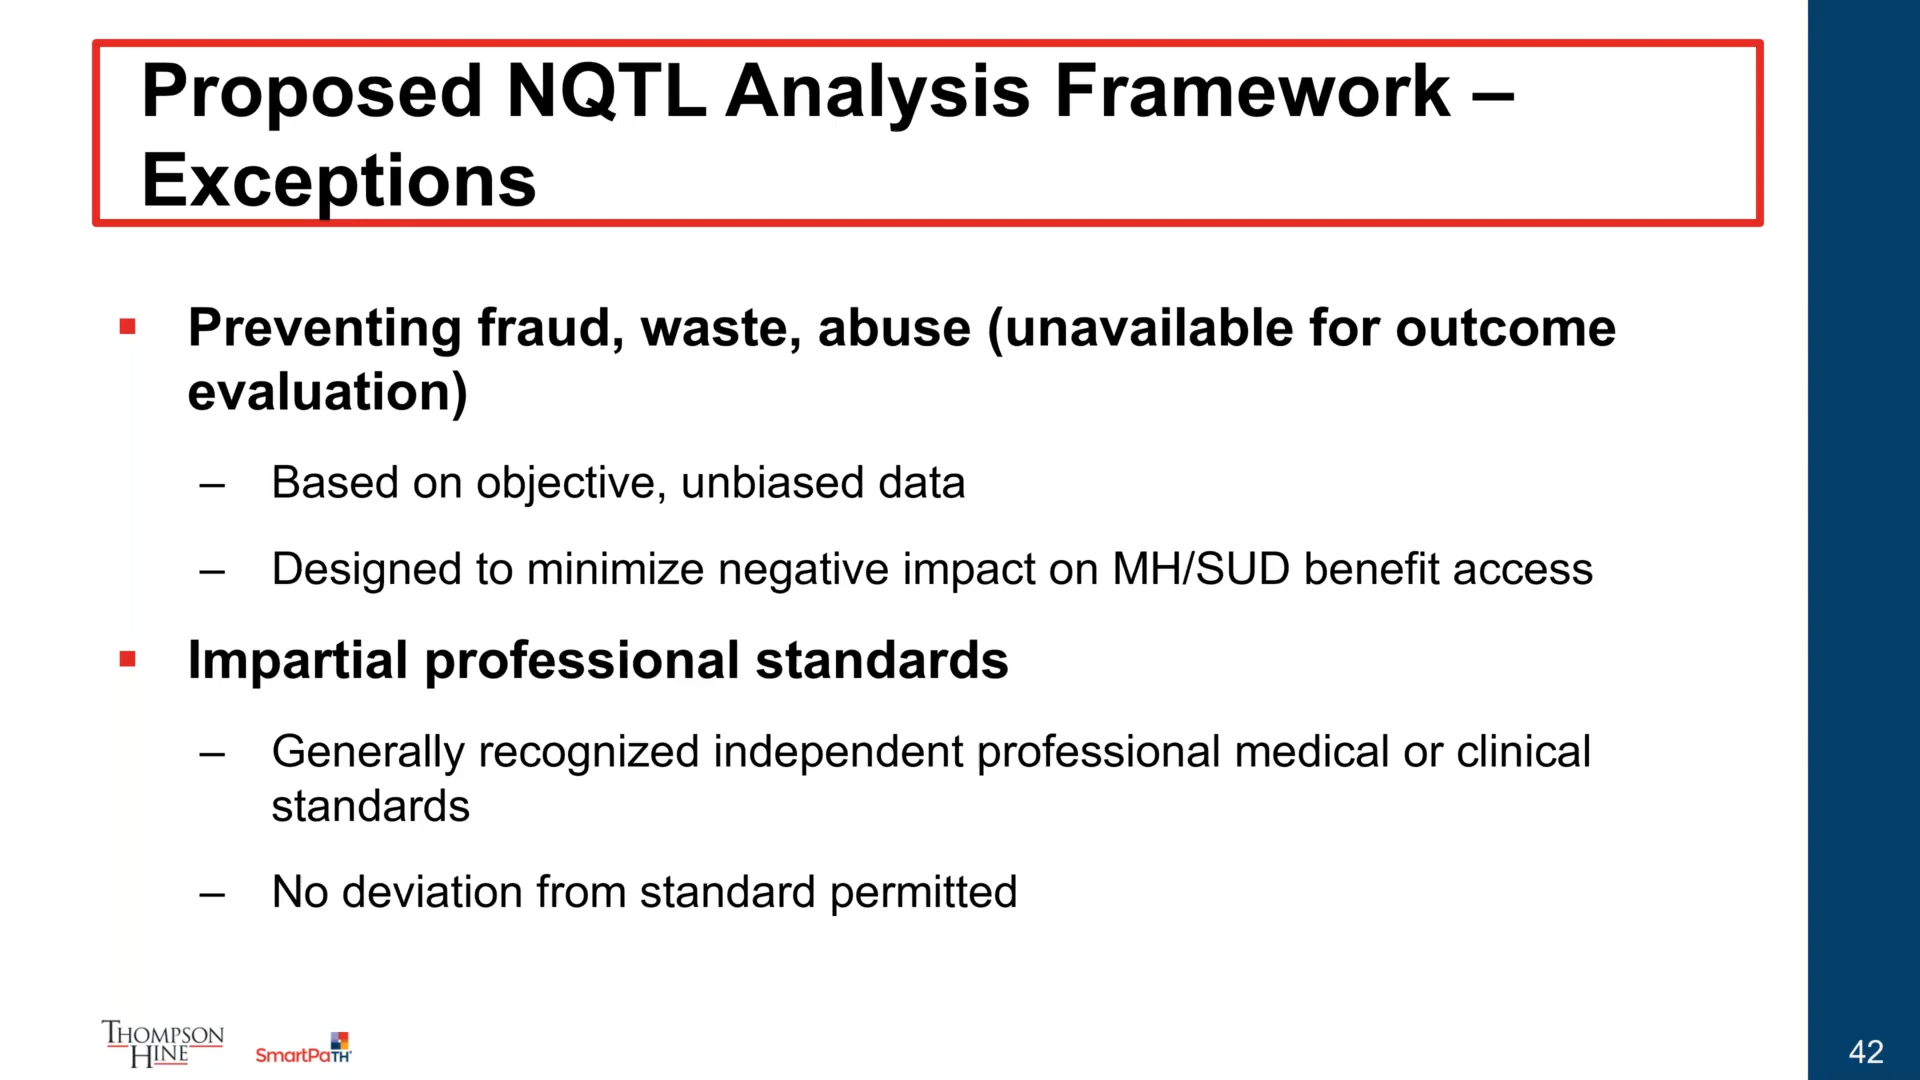 Proposed NQTL Analysis Framework –
Exceptions
▪ Preventing fraud, waste, abuse (unavailable for outcome
evaluation)
– Based on objective, unbiased data
– Designed to minimize negative impact on MH/SUD benefit access
▪ Impartial professional standards
– Generally recognized independent professional medical or clinical
standards
– No deviation from standard permitted
THOMPSON
HINE
SmartPaTH
42